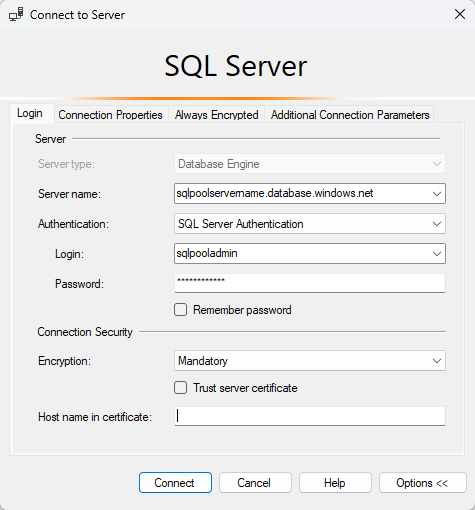 Connect to Server
SQL Server
Login Connection Properties Always Encrypted Additional Connection Parameters
Server
Server type: Database Engine
Server name: sqlpoolservername.database.windows.net
Authentication: SQL Server Authentication
Login: sqlpooladmin
Password: ************
Remember password
Connection Security
Encryption: Mandatory
Trust server certificate
Host name in certificate:
Connect Cancel Help Options <<